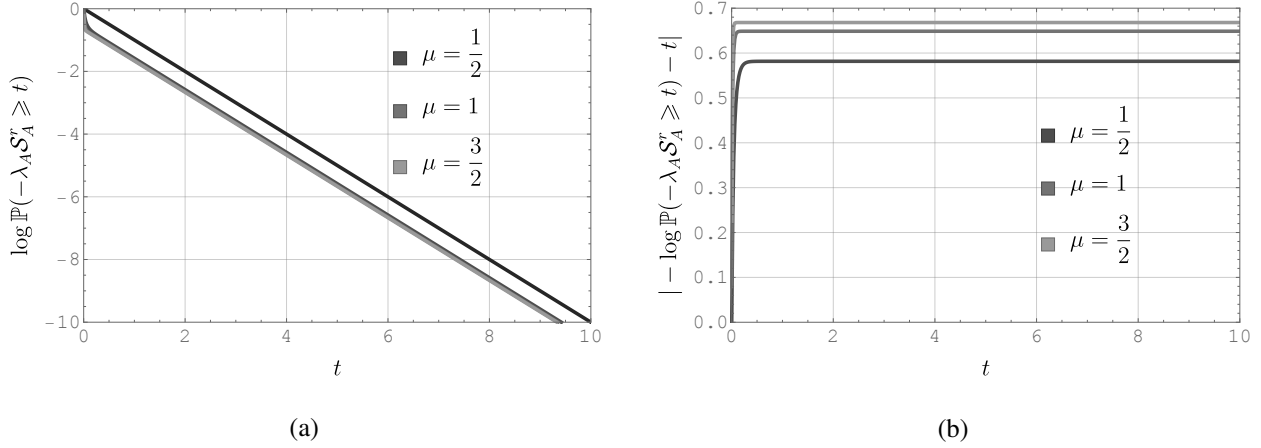 0
-2
-4
-6
-8
-10
log ℙ(−λ_A 𝒮^r_A ⩾ t)
μ = 1/2
μ = 1
μ = 3/2
0 2 4 6 8 10
t
(a)
0.7
0.6
0.5
0.4
0.3
0.2
0.1
0.0
| − log ℙ(−λ_A 𝒮^r_A ⩾ t) − t|
μ = 1/2
μ = 1
μ = 3/2
0 2 4 6 8 10
t
(b)